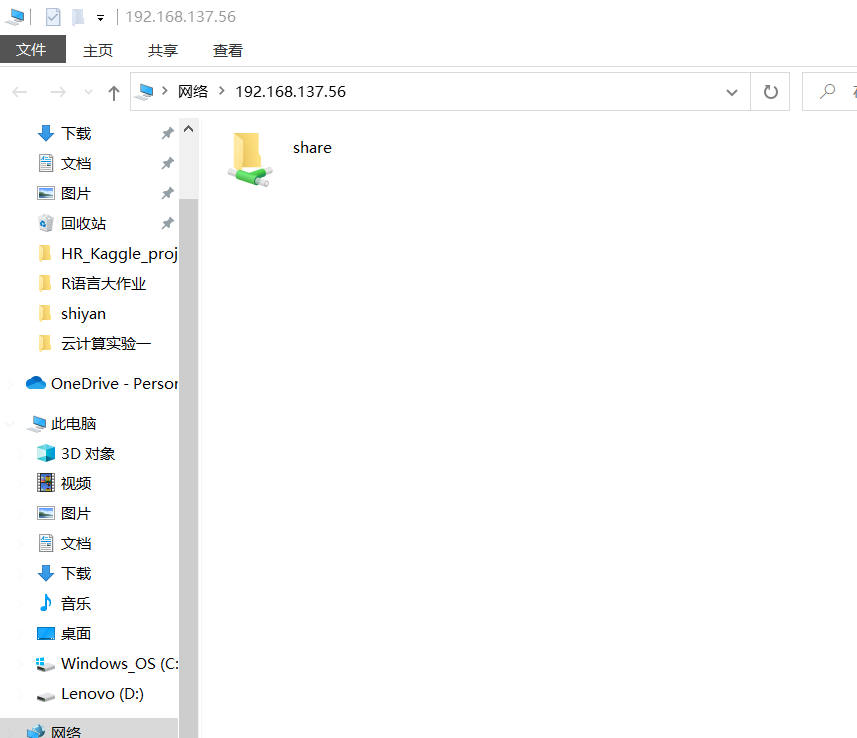 192.168.137.56
文件 主页 共享 查看
网络 192.168.137.56
下载
share
文档
图片
回收站
HR_Kaggle_proj
R语言大作业
shiyan
云计算实验一
OneDrive - Person
此电脑
3D 对象
视频
图片
文档
下载
音乐
桌面
Windows_OS (C:
Lenovo (D:)
网络